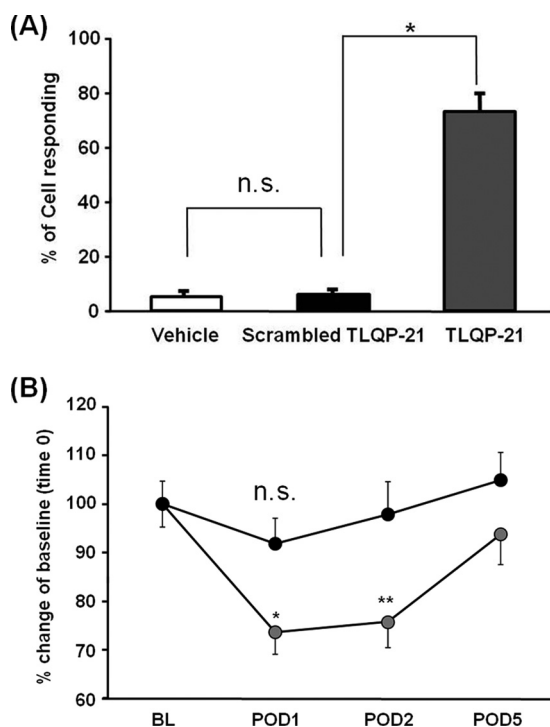 (A)
*
100
80
60
40
20
0
% of Cell responding
n.s.
Vehicle Scrambled TLQP-21 TLQP-21
(B)
120
110
100
90
80
70
60
% change of baseline (time 0)
n.s.
* **
BL POD1 POD2 POD5